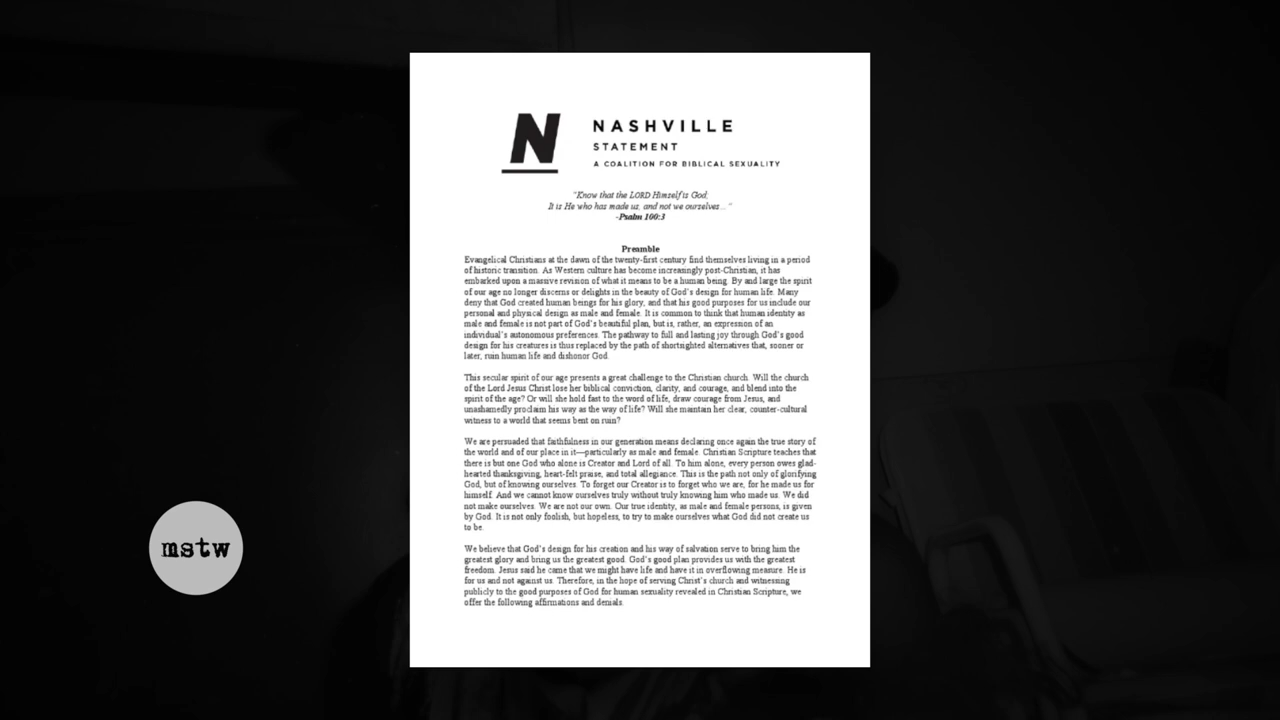 N
NASHVILLE
STATEMENT
A COALITION FOR BIBLICAL SEXUALITY
"Know that the LORD Himself is God;
It is He who has made us, and not we ourselves..."
-Psalm 100:3
Preamble
Evangelical Christians at the dawn of the twenty-first century find themselves living in a period
of historic transition. As Western culture has become increasingly post-Christian, it has
embarked upon a massive revision of what it means to be a human being. By and large the spirit
of our age no longer discerns or delights in the beauty of God's design for human life. Many
deny that God created human beings for his glory, and that his good purposes for us include our
personal and physical design as male and female. It is common to think that human identity as
male and female is not part of God's beautiful plan, but is, rather, an expression of an
individual's autonomous preferences. The pathway to full and lasting joy through God's good
design for his creatures is thus replaced by the path of shortsighted alternatives that, sooner or
later, ruin human life and dishonor God.
This secular spirit of our age presents a great challenge to the Christian church. Will the church
of the Lord Jesus Christ lose her biblical conviction, clarity, and courage, and blend into the
spirit of the age? Or will she hold fast to the word of life, draw courage from Jesus, and
unashamedly proclaim his way as the way of life? Will she maintain her clear, counter-cultural
witness to a world that seems bent on ruin?
We are persuaded that faithfulness in our generation means declaring once again the true story of
the world and of our place in it—particularly as male and female. Christian Scripture teaches that
there is but one God who alone is Creator and Lord of all. To him alone, every person owes glad-
hearted thanksgiving, heart-felt praise, and total allegiance. This is the path not only of glorifying
God, but of knowing ourselves. To forget our Creator is to forget who we are, for he made us for
himself. And we cannot know ourselves truly without truly knowing him who made us. We did
not make ourselves. We are not our own. Our true identity, as male and female persons, is given
by God. It is not only foolish, but hopeless, to try to make ourselves what God did not create us
to be.
We believe that God's design for his creation and his way of salvation serve to bring him the
greatest glory and bring us the greatest good. God's good plan provides us with the greatest
freedom. Jesus said he came that we might have life and have it in overflowing measure. He is
for us and not against us. Therefore, in the hope of serving Christ's church and witnessing
publicly to the good purposes of God for human sexuality revealed in Christian Scripture, we
offer the following affirmations and denials.
mstw